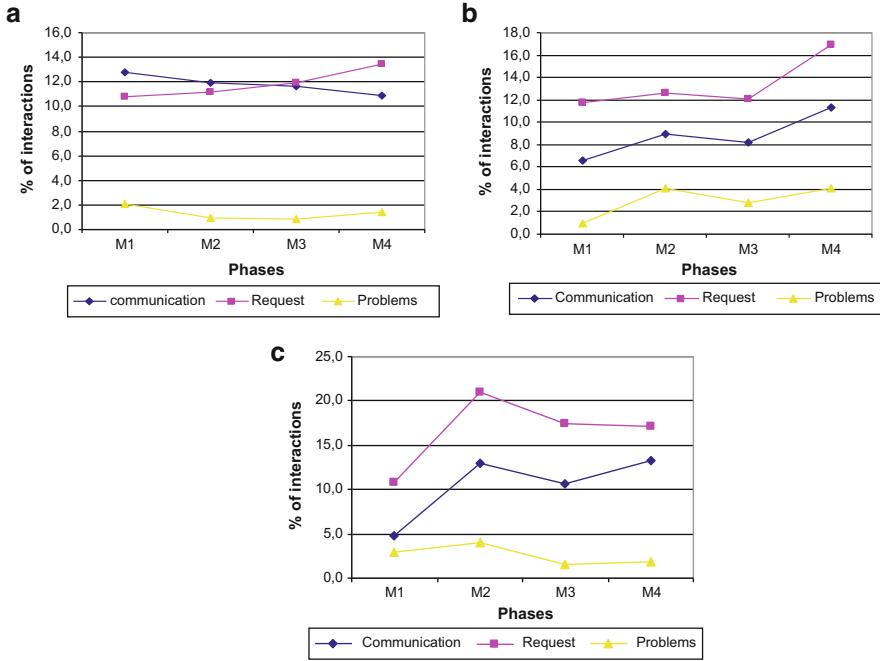 a
16,0
14,0
12,0
10,0
8,0
6,0
4,0
2,0
0,0
% of interactions
M1 M2 M3 M4
Phases
communication Request Problems
b
18,0
16,0
14,0
12,0
10,0
8,0
6,0
4,0
2,0
0,0
% of interactions
M1 M2 M3 M4
Phases
Communication Request Problems
c
25,0
20,0
15,0
10,0
5,0
0,0
% of interactions
M1 M2 M3 M4
Phases
Communication Request Problems